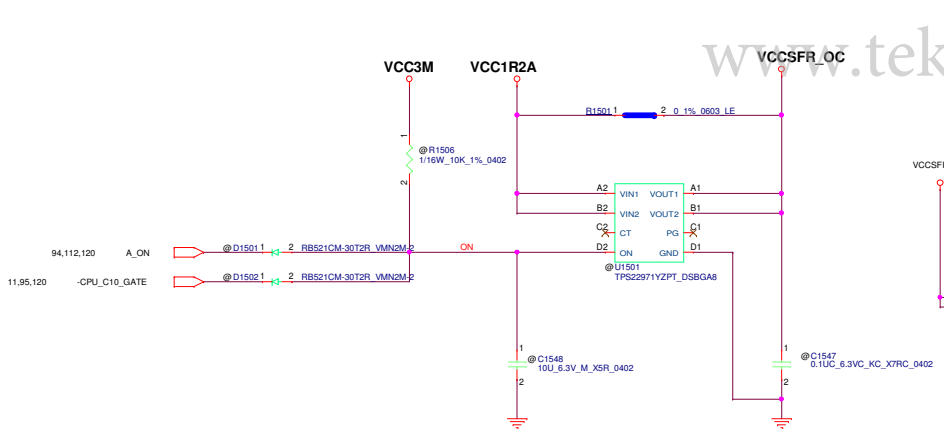 www.tek
VCC3M
VCC1R2A
VCCSFR_OC
R1501 1
2 0_1%_0603_LE
1
@ R1506
1/16W_10K_1%_0402
2
VCCSF
A2 VIN1 VOUT1 A1
B2 VIN2 VOUT2 B1
C2 CT PG C1
D2 ON GND D1
@ U1501
TPS22971YZPT_DSBGA8
94,112,120 A_ON @ D1501 1 2 RB521CM-30T2R_VMN2M-2 ON
11,95,120 -CPU_C10_GATE @ D1502 1 2 RB521CM-30T2R_VMN2M-2
1
@ C1548
10U_6.3V_M_X5R_0402
2
1
@ C1547
0.1UC_6.3VC_KC_X7RC_0402
2